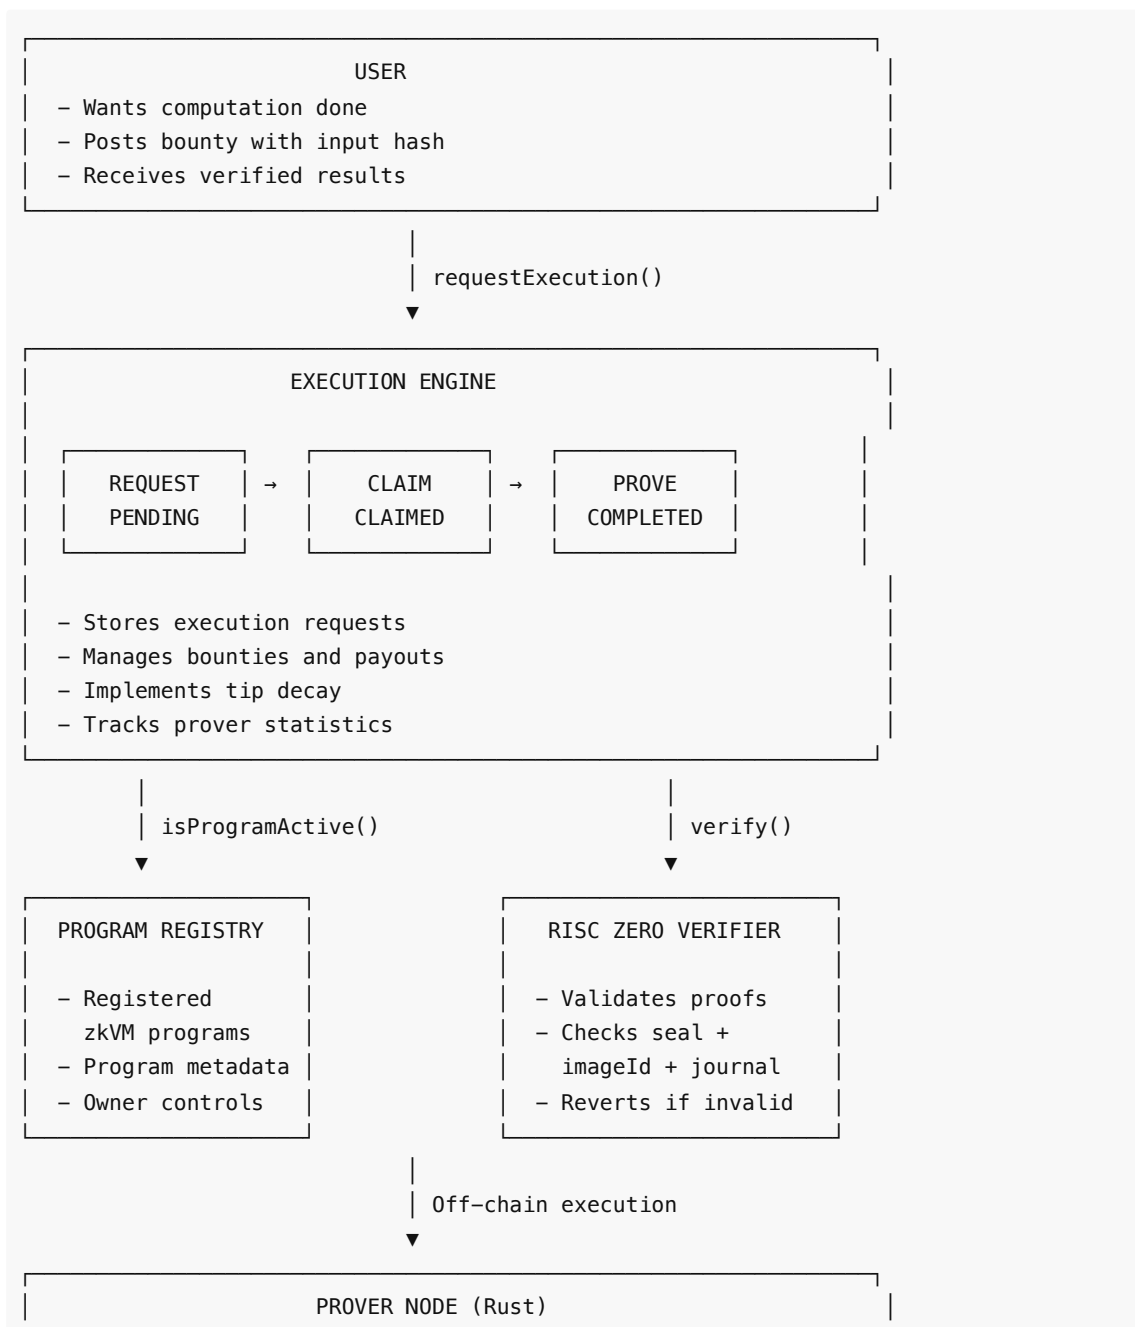 USER
– Wants computation done
– Posts bounty with input hash
– Receives verified results
requestExecution()
EXECUTION ENGINE
REQUEST → CLAIM → PROVE
PENDING CLAIMED COMPLETED
– Stores execution requests
– Manages bounties and payouts
– Implements tip decay
– Tracks prover statistics
isProgramActive() verify()
PROGRAM REGISTRY RISC ZERO VERIFIER
– Registered – Validates proofs
zkVM programs – Checks seal +
– Program metadata imageId + journal
– Owner controls – Reverts if invalid
Off–chain execution
PROVER NODE (Rust)